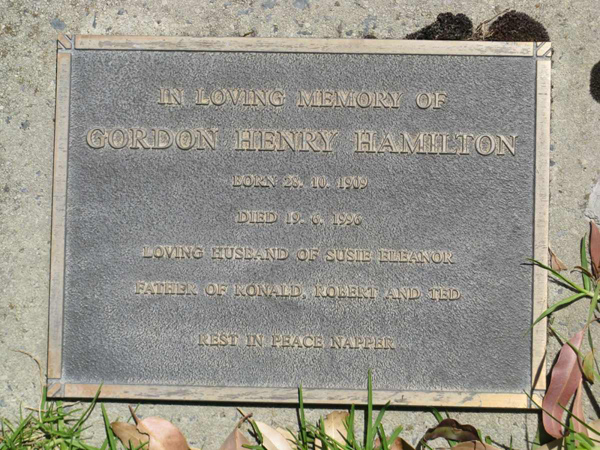 IN LOVING MEMORY OF
GORDON HENRY HAMILTON
BORN 28. 10. 1909
DIED 19. 6. 1996
LOVING HUSBAND OF SUSIE ELEANOR
FATHER OF RONALD, ROBERT AND TED
REST IN PEACE NAPPER